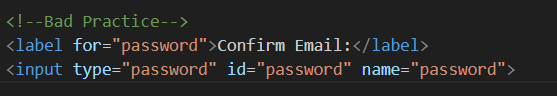 <!--Bad Practice-->
<label for="password">Confirm Email:</label>
<input type="password" id="password" name="password">